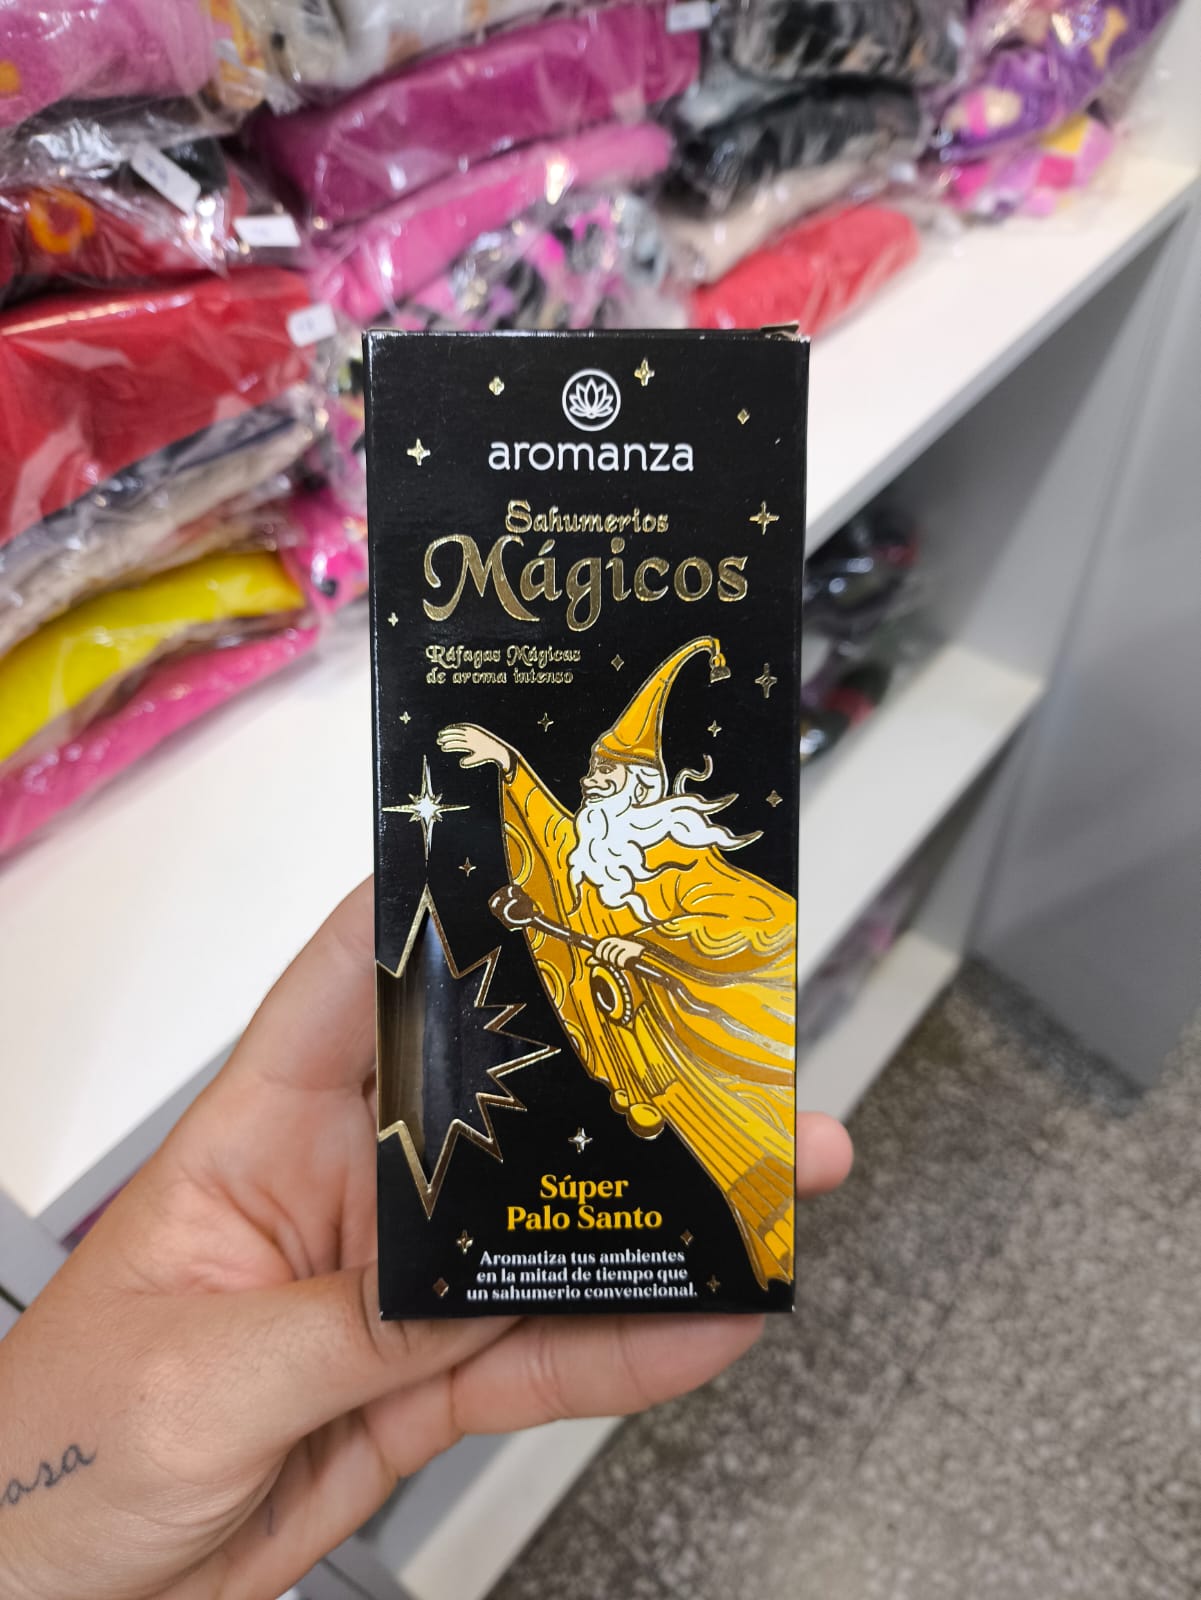 aromanza
Sahumerios
Mágicos
Ráfagas Mágicas
de aroma intenso
Súper
Palo Santo
Aromatiza tus ambientes
en la mitad de tiempo que
un sahumerio convencional.